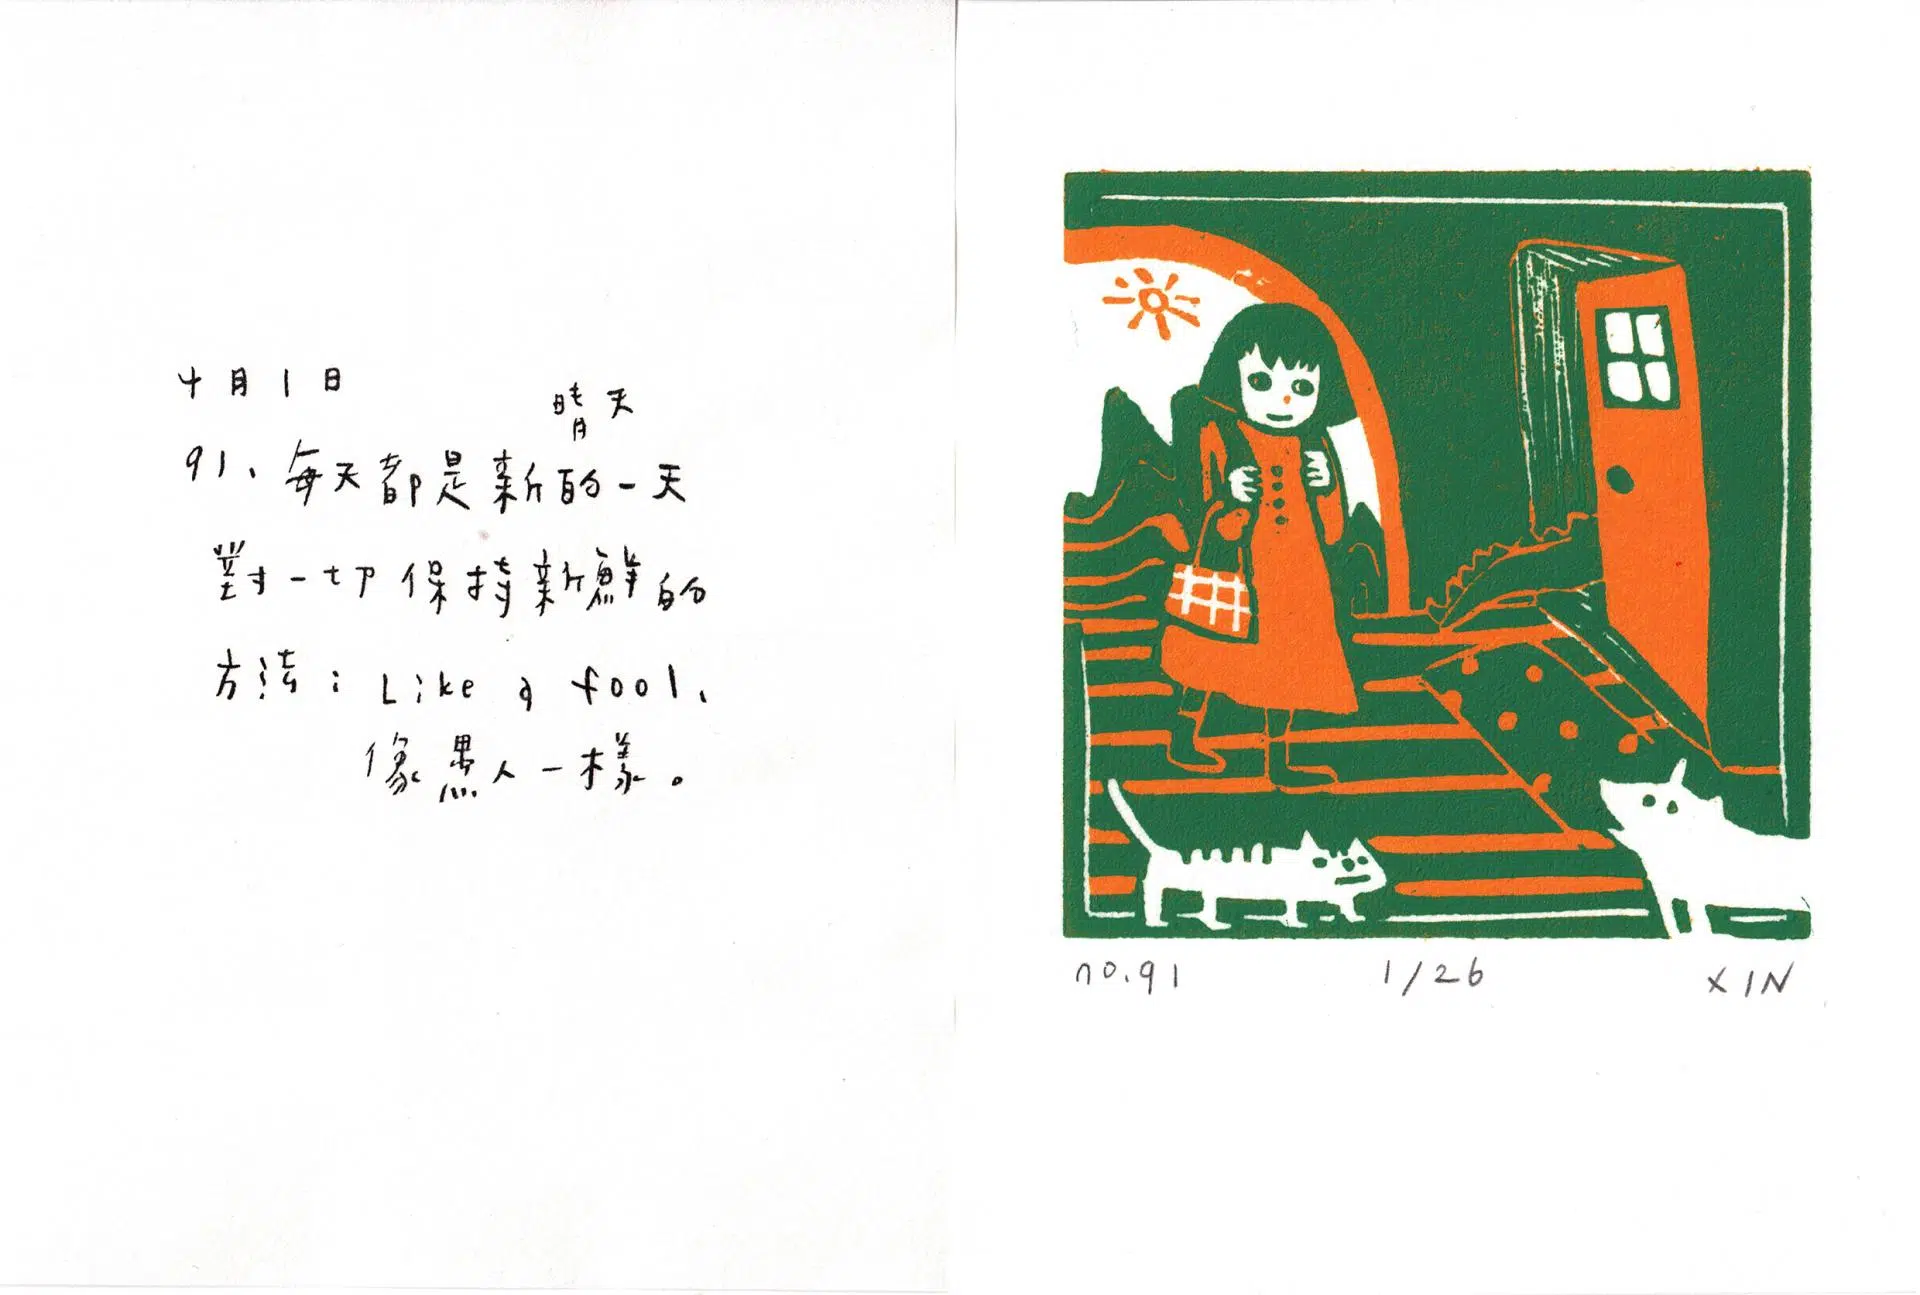 4月1日
晴天
91、每天都是新的一天
對一切保持新鮮的
方法：Like a fool、
像愚人一樣。
no.91 1/26 XIN